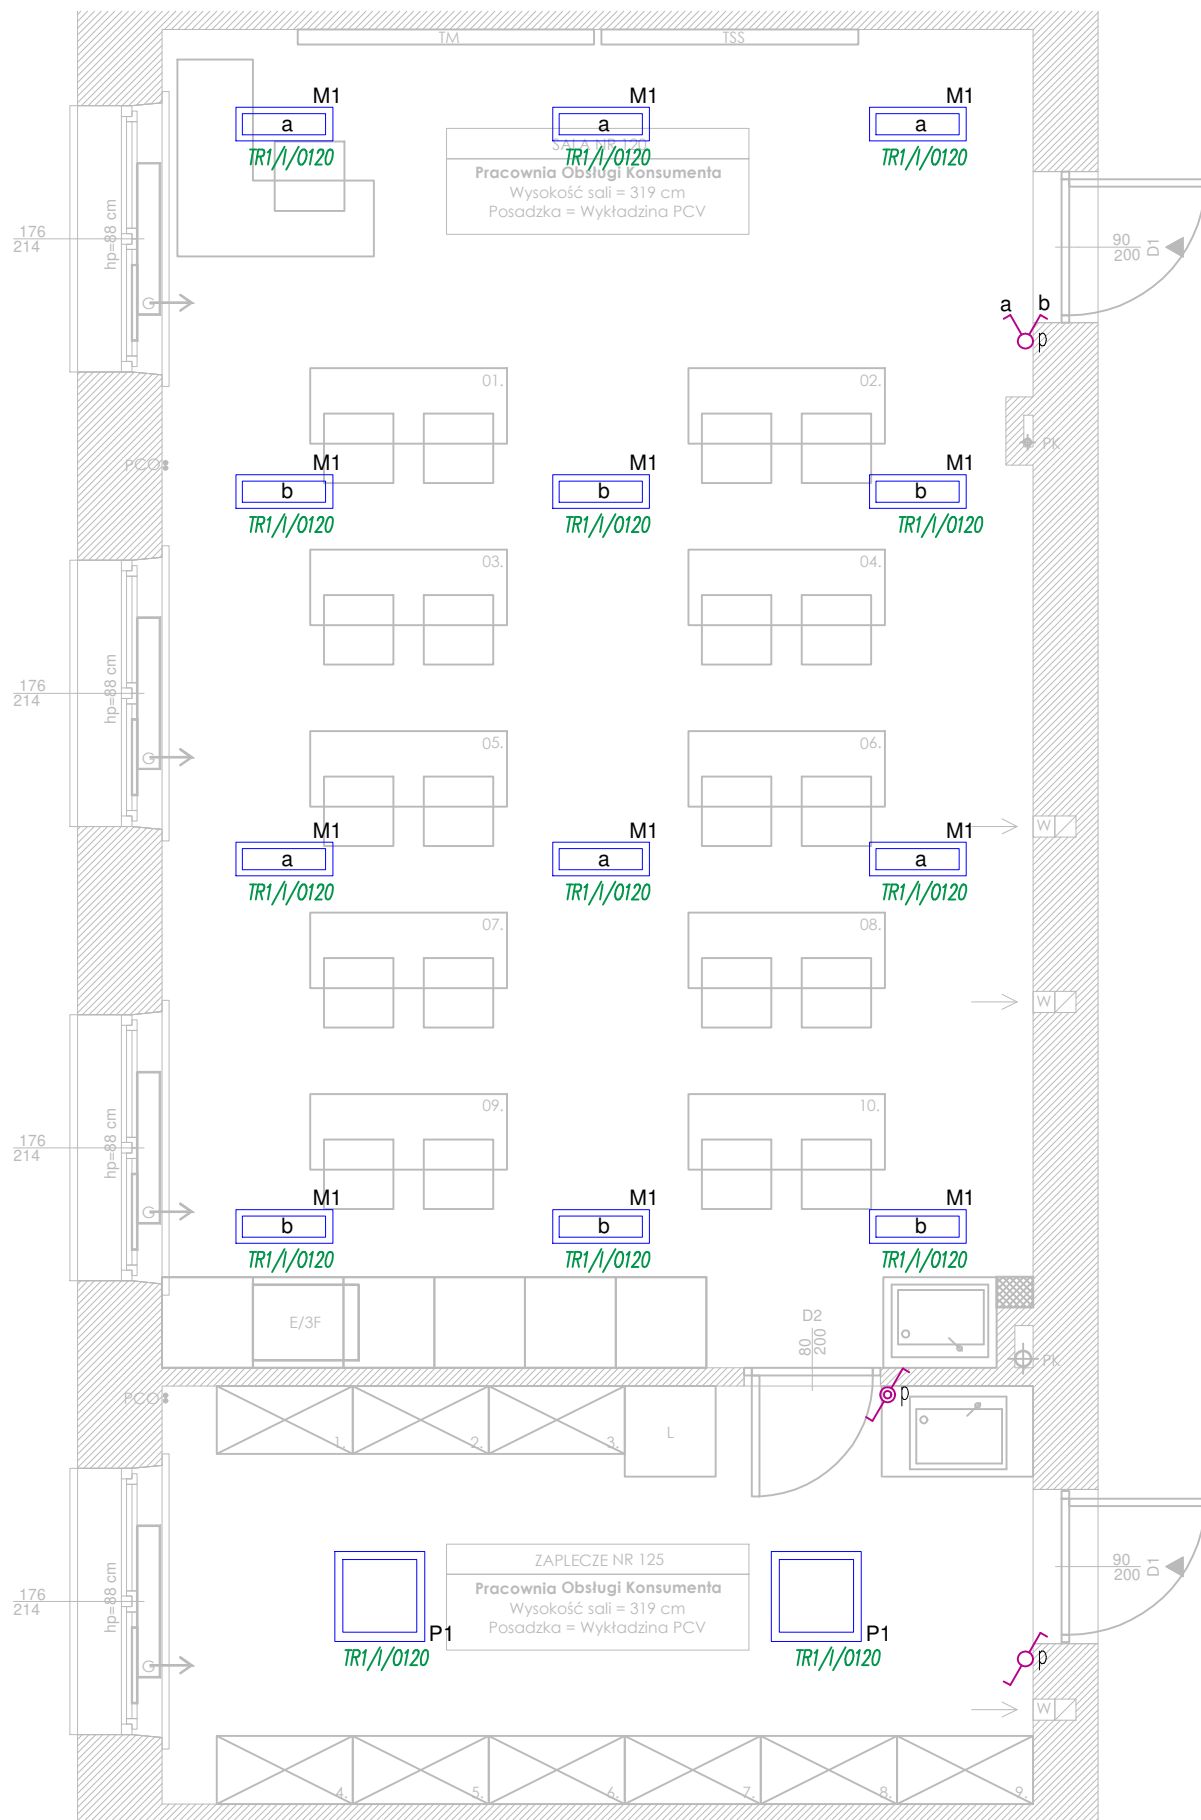 TM TSS
M1 M1 M1
a a a
SALA NR 120
TR1/I/0120 TR1/I/0120 TR1/I/0120
Pracownia Obsługi Konsumenta
Wysokość sali = 319 cm
Posadzka = Wykładzina PCV
176
214
hp=88 cm
90
200
D1
a b
p
01. 02.
PK
PCO
M1 M1 M1
b b b
TR1/I/0120 TR1/I/0120 TR1/I/0120
03. 04.
176
214
hp=88 cm
05. 06.
W
M1 M1 M1
a a a
TR1/I/0120 TR1/I/0120 TR1/I/0120
07. 08.
W
09. 10.
176
214
hp=88 cm
M1 M1 M1
b b b
TR1/I/0120 TR1/I/0120 TR1/I/0120
E/3F
D2
80
200
PK
PCO
p
1. 2. 3.
L
ZAPLECZE NR 125
Pracownia Obsługi Konsumenta
Wysokość sali = 319 cm
Posadzka = Wykładzina PCV
176
214
hp=88 cm
90
200
D1
P1 P1
TR1/I/0120 TR1/I/0120
p
W
4. 5. 6. 7. 8. 9.